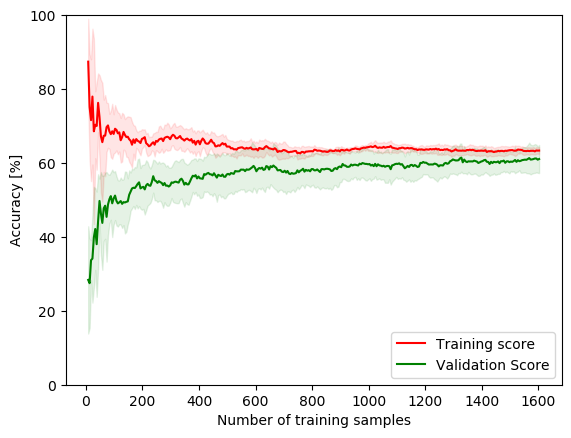 100
80
60
40
20
0
Accuracy [%]
0 200 400 600 800 1000 1200 1400 1600
Number of training samples
Training score
Validation Score